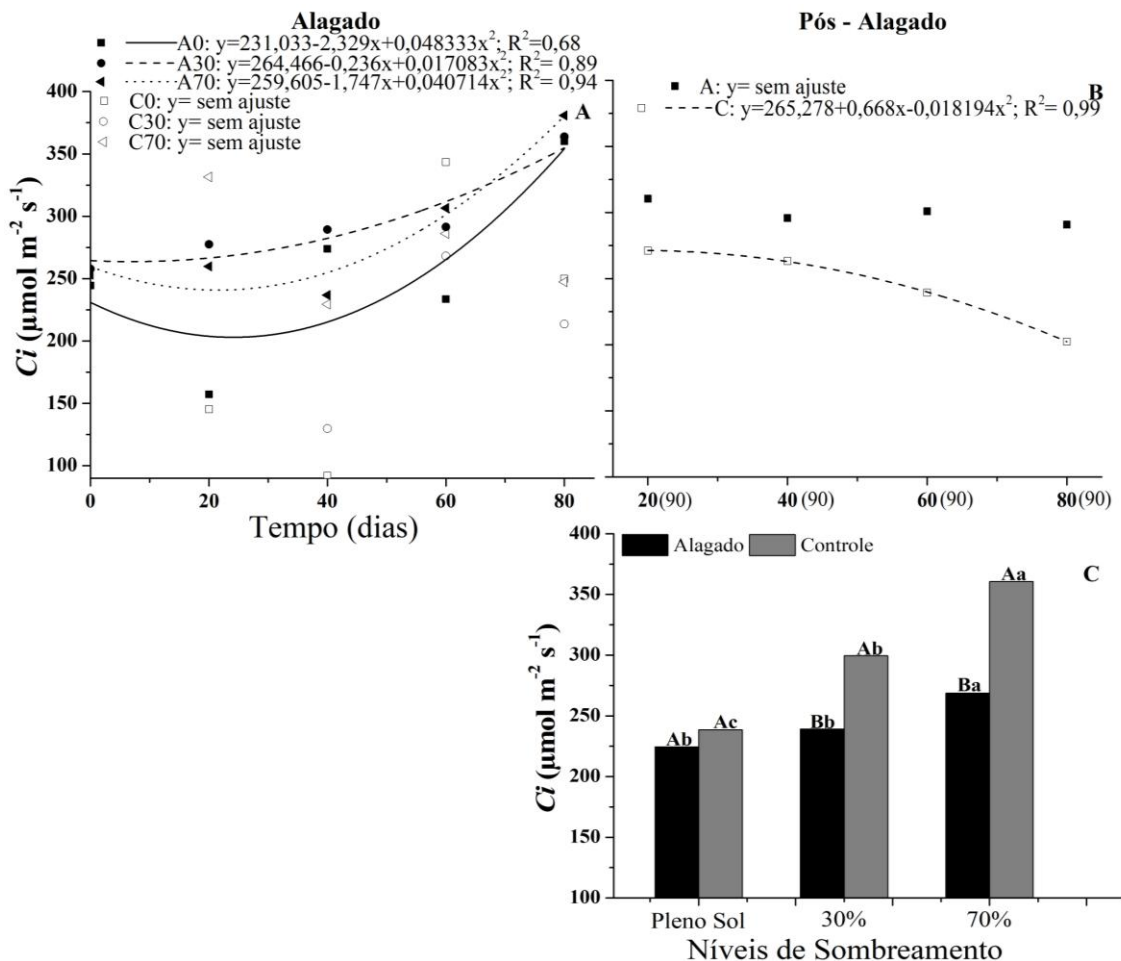 Alagado
A0: y=231,033-2,329x+0,048333x²; R²=0,68
A30: y=264,466-0,236x+0,017083x²; R²= 0,89
A70: y=259,605-1,747x+0,040714x²; R²= 0,94
C0: y= sem ajuste
C30: y= sem ajuste
C70: y= sem ajuste
A
400
350
300
250
200
150
100
Ci (µmol m⁻² s⁻¹)
0 20 40 60 80
Tempo (dias)
Pós - Alagado
A: y= sem ajuste
B
C: y=265,278+0,668x-0,018194x²; R²= 0,99
20(90) 40(90) 60(90) 80(90)
Alagado Controle
C
400
350
300
250
200
150
100
Ci (µmol m⁻² s⁻¹)
Ab Ac Bb Ab Ba Aa
Pleno Sol 30% 70%
Níveis de Sombreamento